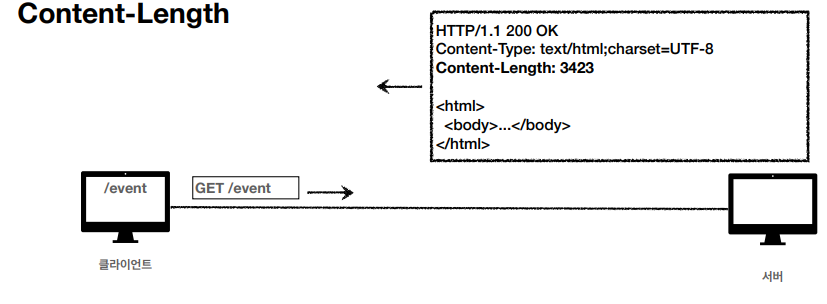 Content-Length
HTTP/1.1 200 OK
Content-Type: text/html;charset=UTF-8
Content-Length: 3423
<html>
<body>...</body>
</html>
/event
GET /event
클라이언트
서버